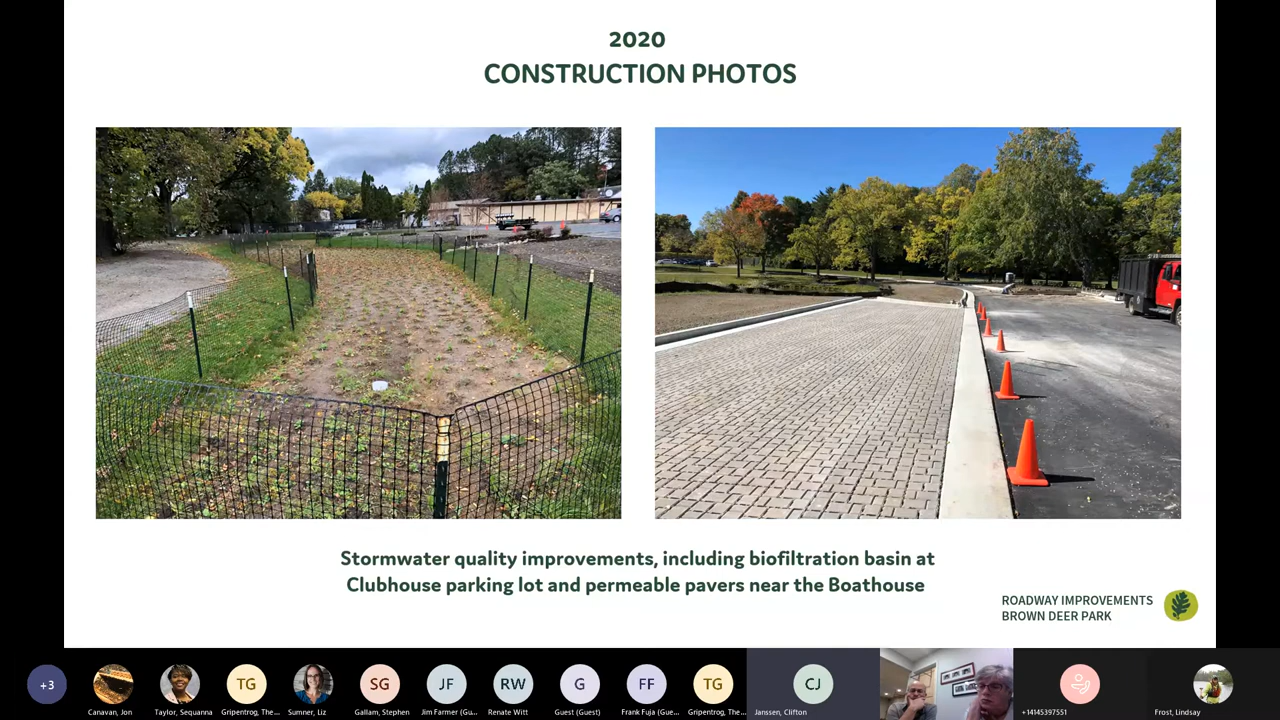 2020
CONSTRUCTION PHOTOS
Stormwater quality improvements, including biofiltration basin at
Clubhouse parking lot and permeable pavers near the Boathouse
ROADWAY IMPROVEMENTS
BROWN DEER PARK
+3
TG
SG
JF
RW
G
FF
TG
CJ
Canavan, Jon
Taylor, Sequanna
Gripentrog, The...
Sumner, Liz
Gallam, Stephen
Jim Farmer (Gu...
Renate Witt
Guest (Guest)
Frank Fuja (Gue...
Gripentrog, The...
Janssen, Clifton
+14145397551
Frost, Lindsay